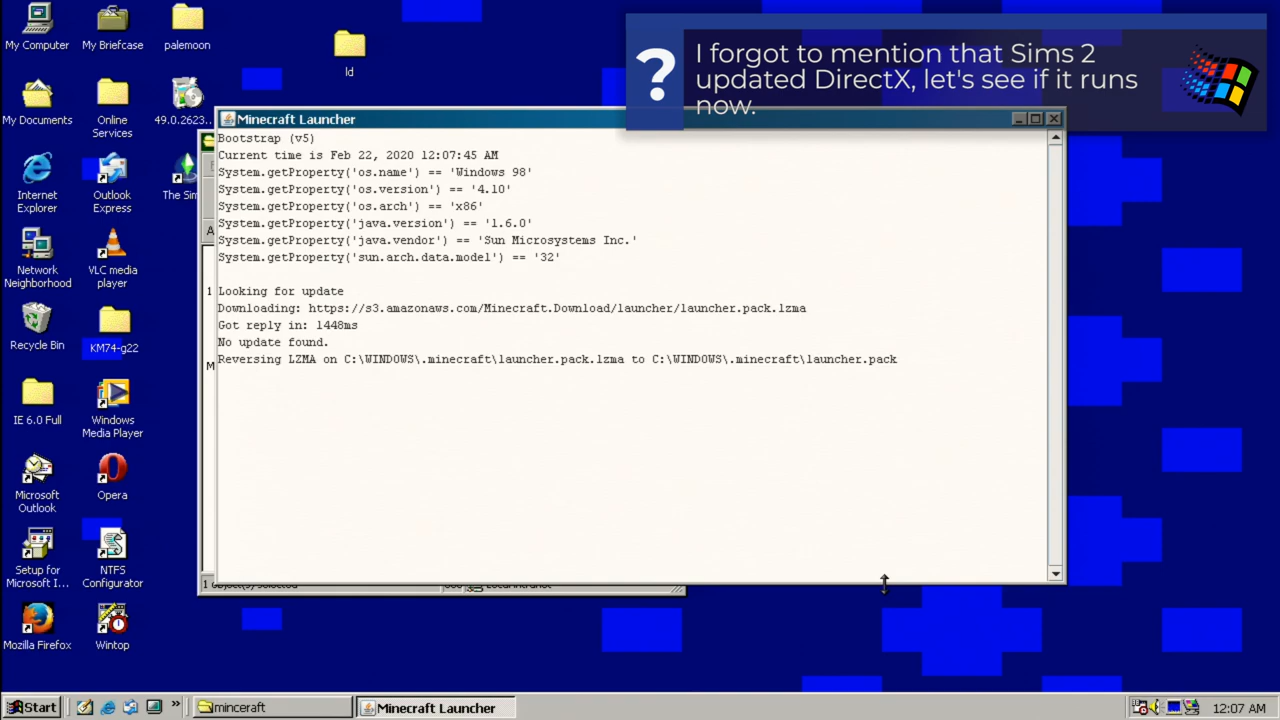 My Computer
My Briefcase
palemoon
ld
?
I forgot to mention that Sims 2
updated DirectX, let's see if it runs
now.
My Documents
Online
Services
49.0.2623...
Internet
Explorer
Outlook
Express
The Sim
Network
Neighborhood
VLC media
player
Recycle Bin
KM74-g22
IE 6.0 Full
Windows
Media Player
Microsoft
Outlook
Opera
Setup for
Microsoft I...
NTFS
Configurator
Mozilla Firefox
Wintop
Minecraft Launcher
Bootstrap (v5)
Current time is Feb 22, 2020 12:07:45 AM
System.getProperty('os.name') == 'Windows 98'
System.getProperty('os.version') == '4.10'
System.getProperty('os.arch') == 'x86'
System.getProperty('java.version') == '1.6.0'
System.getProperty('java.vendor') == 'Sun Microsystems Inc.'
System.getProperty('sun.arch.data.model') == '32'
Looking for update
Downloading: https://s3.amazonaws.com/Minecraft.Download/launcher/launcher.pack.lzma
Got reply in: 1448ms
No update found.
Reversing LZMA on C:\WINDOWS\.minecraft\launcher.pack.lzma to C:\WINDOWS\.minecraft\launcher.pack
A
1
M
Start
»
minceraft
Minecraft Launcher
12:07 AM